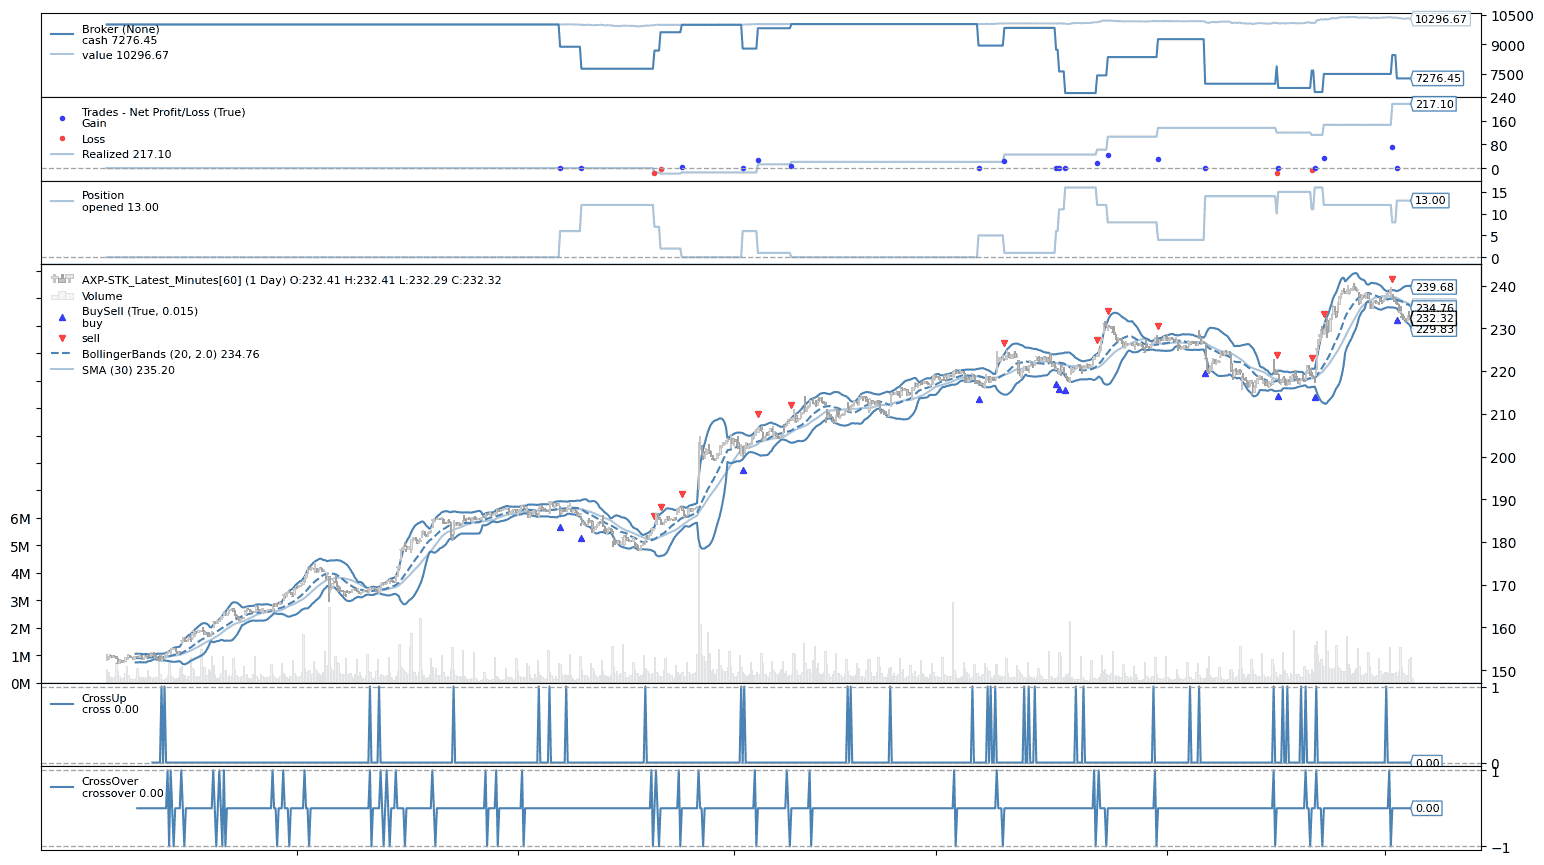 Broker (None)
cash 7276.45
value 10296.67
10500
10296.67
9000
7500
7276.45
Trades - Net Profit/Loss (True)
Gain
Loss
Realized 217.10
240
217.10
160
80
0
Position
opened 13.00
15
13.00
10
5
0
AXP-STK_Latest_Minutes[60] (1 Day) O:232.41 H:232.41 L:232.29 C:232.32
Volume
BuySell (True, 0.015)
buy
sell
BollingerBands (20, 2.0) 234.76
SMA (30) 235.20
240
239.68
234.76
232.32
230
229.83
220
210
200
190
180
170
160
150
6M
5M
4M
3M
2M
1M
0M
CrossUp
cross 0.00
1
0.00
0
CrossOver
crossover 0.00
1
0.00
−1